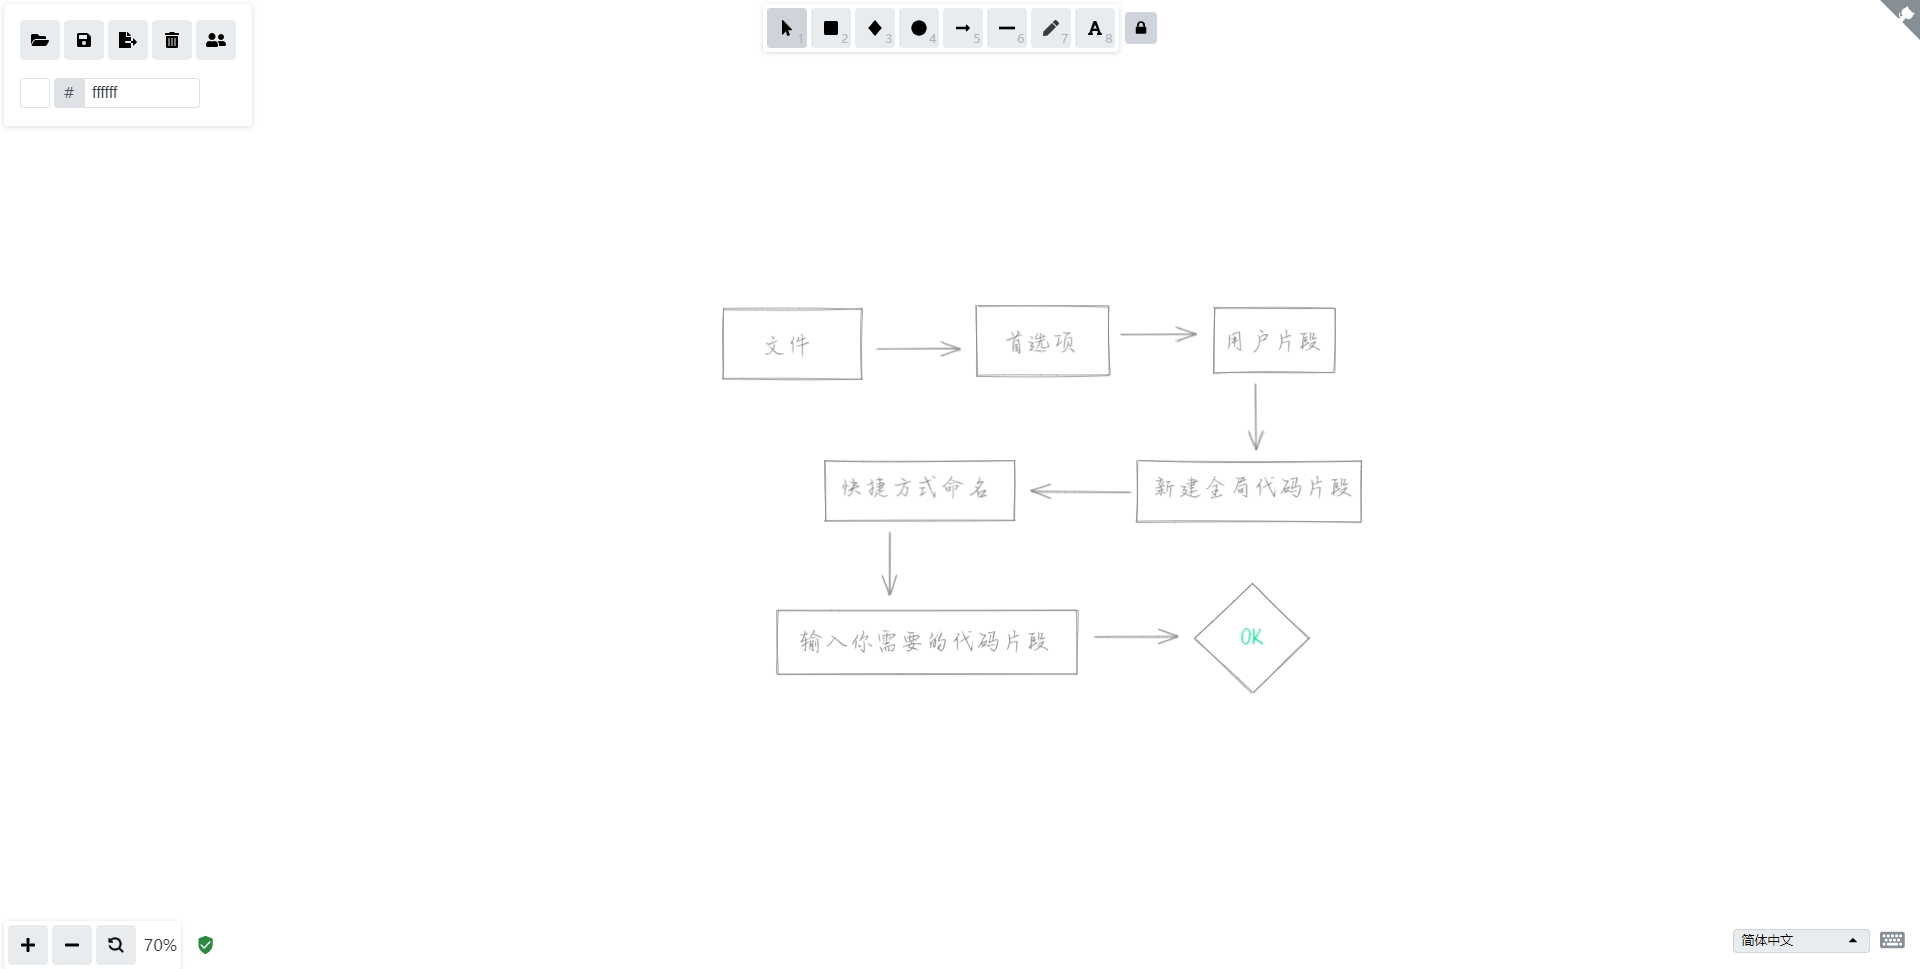 1
2
3
4
5
6
7
A 8
# ffffff
文件
首选项
用户片段
快捷方式命名
新建全局代码片段
输入你需要的代码片段
OK
70%
简体中文